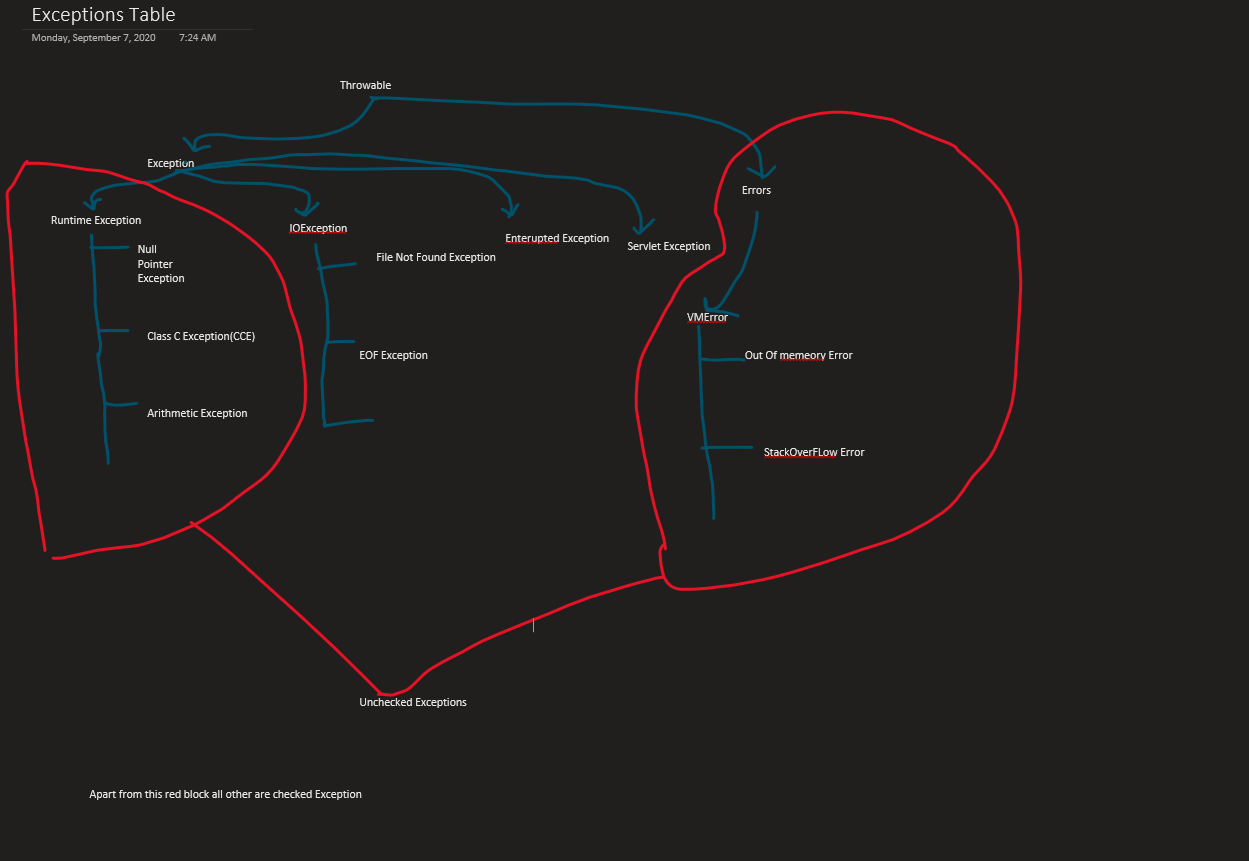 Exceptions Table
Monday, September 7, 2020 7:24 AM
Throwable
Exception
Errors
Runtime Exception
IOException
Enterupted Exception
Servlet Exception
Null
Pointer
Exception
File Not Found Exception
VMError
Class C Exception(CCE)
EOF Exception
Out Of memeory Error
Arithmetic Exception
StackOverFLow Error
Unchecked Exceptions
Apart from this red block all other are checked Exception